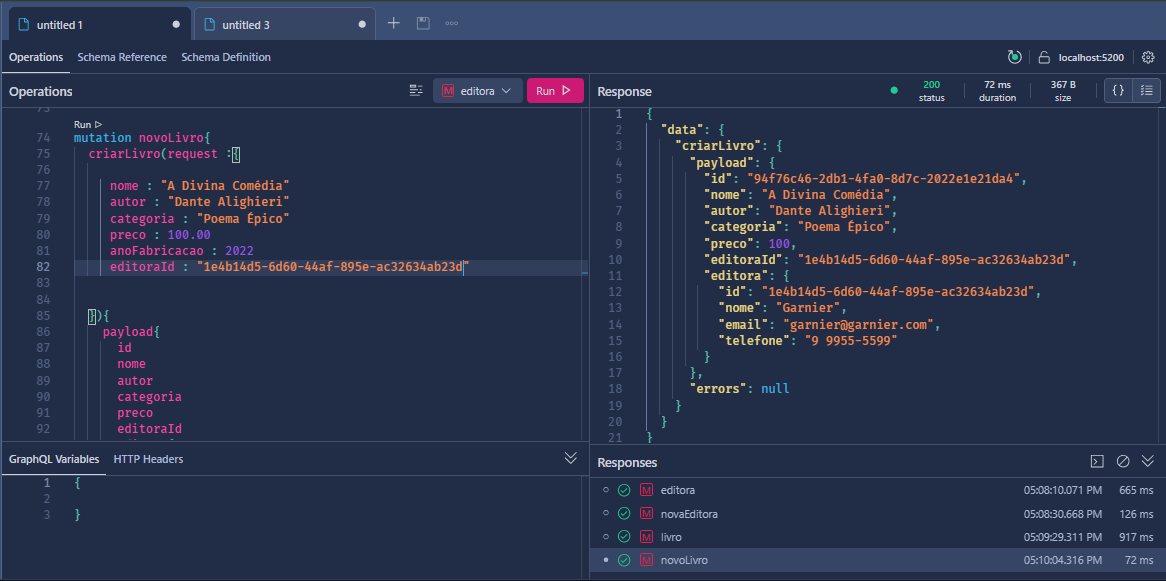 untitled 1
untitled 3
Operations Schema Reference Schema Definition
localhost:5200
Operations
M editora
Run
73
Run
74 mutation novoLivro{
75 criarLivro(request :{
76
77 nome : "A Divina Comédia"
78 autor : "Dante Alighieri"
79 categoria : "Poema Épico"
80 preco : 100.00
81 anoFabricacao : 2022
82 editoraId : "1e4b14d5-6d60-44af-895e-ac32634ab23d"
83
84
85 }){
86 payload{
87 id
88 nome
89 autor
90 categoria
91 preco
92 editoraId
GraphQL Variables HTTP Headers
1 {
2
3 }
Response
200 72 ms 367 B
status duration size
{ }
1 {
2 "data": {
3 "criarLivro": {
4 "payload": {
5 "id": "94f76c46-2db1-4fa0-8d7c-2022e1e21da4",
6 "nome": "A Divina Comédia",
7 "autor": "Dante Alighieri",
8 "categoria": "Poema Épico",
9 "preco": 100,
10 "editoraId": "1e4b14d5-6d60-44af-895e-ac32634ab23d",
11 "editora": {
12 "id": "1e4b14d5-6d60-44af-895e-ac32634ab23d",
13 "nome": "Garnier",
14 "email": "garnier@garnier.com",
15 "telefone": "9 9955-5599"
16 }
17 },
18 "errors": null
19 }
20 }
21 }
Responses
M editora 05:08:10.071 PM 665 ms
M novaEditora 05:08:30.668 PM 126 ms
M livro 05:09:29.311 PM 917 ms
M novoLivro 05:10:04.316 PM 72 ms